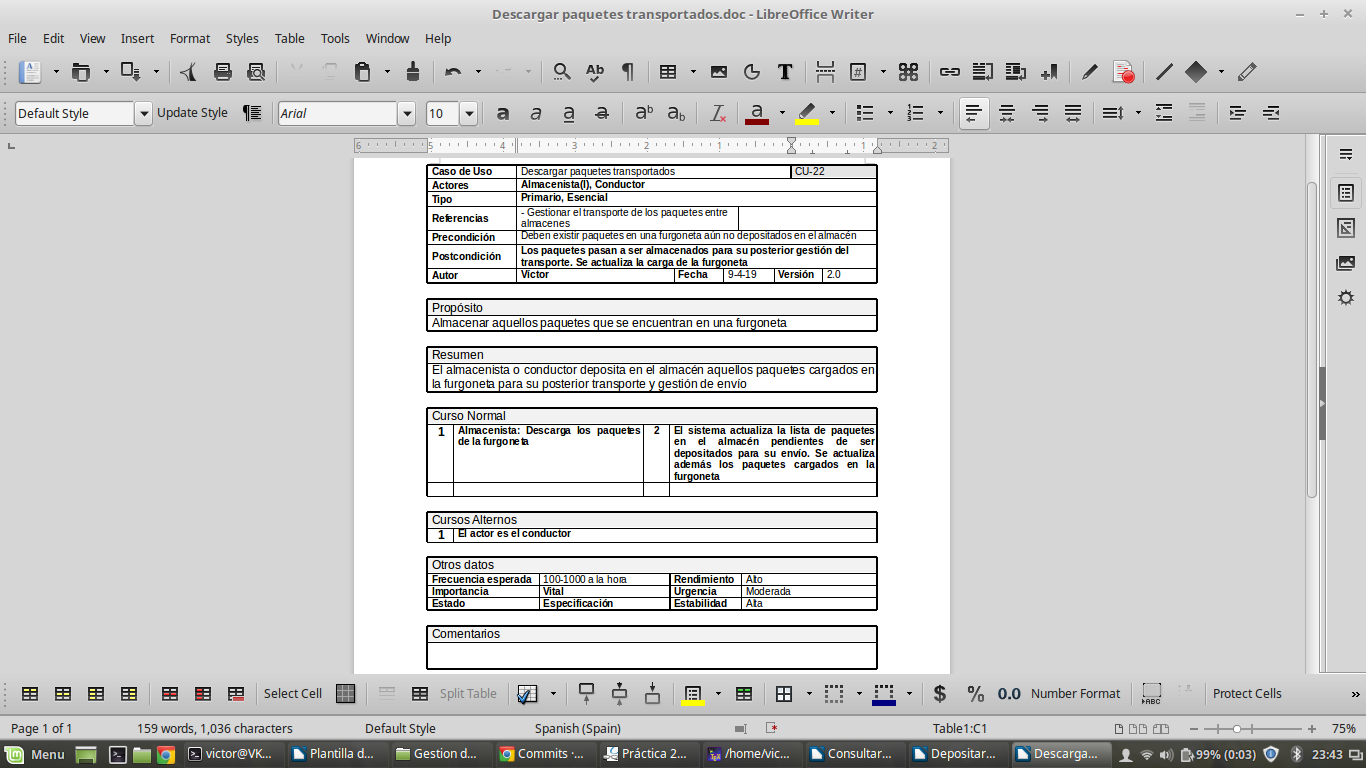 Descargar paquetes transportados.doc - LibreOffice Writer
File Edit View Insert Format Styles Table Tools Window Help
Default Style Update Style Arial 10
6 5 4 3 2 1 1 2
Caso de Uso Descargar paquetes transportados CU-22
Actores Almacenista(I), Conductor
Tipo Primario, Esencial
Referencias - Gestionar el transporte de los paquetes entre
almacenes
Precondición Deben existir paquetes en una furgoneta aún no depositados en el almacén
Postcondición Los paquetes pasan a ser almacenados para su posterior gestión del
transporte. Se actualiza la carga de la furgoneta
Autor Víctor Fecha 9-4-19 Versión 2.0
Propósito
Almacenar aquellos paquetes que se encuentran en una furgoneta
Resumen
El almacenista o conductor deposita en el almacén aquellos paquetes cargados en
la furgoneta para su posterior transporte y gestión de envío
Curso Normal
1 Almacenista: Descarga los paquetes
de la furgoneta
2 El sistema actualiza la lista de paquetes
en el almacén pendientes de ser
depositados para su envío. Se actualiza
además los paquetes cargados en la
furgoneta
Cursos Alternos
1 El actor es el conductor
Otros datos
Frecuencia esperada 100-1000 a la hora Rendimiento Alto
Importancia Vital Urgencia Moderada
Estado Especificación Estabilidad Alta
Comentarios
Select Cell Split Table $ % 0.0 Number Format ABC Protect Cells »
Page 1 of 1 159 words, 1,036 characters Default Style Spanish (Spain) Table1:C1 75%
Menu victor@VK... Plantilla d... Gestion d... Commits ·... Práctica 2... /home/vic... Consultar... Depositar... Descarga... 99% (0:03) 23:43